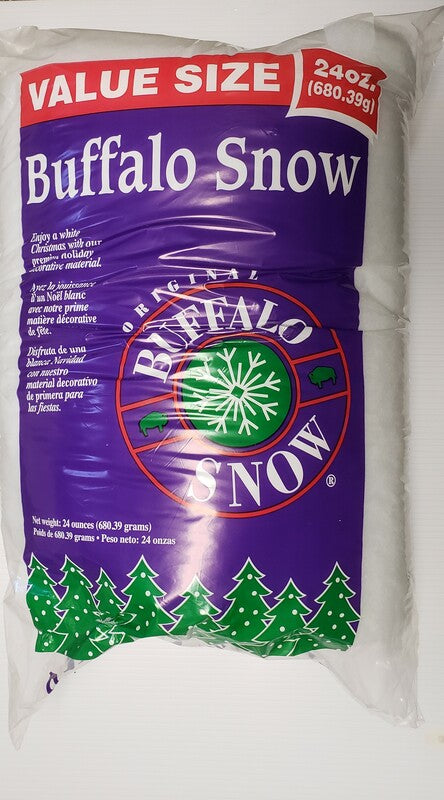 VALUE SIZE
24OZ.
(680.39g)
Buffalo Snow
Enjoy a white
Christmas with our
premium holiday
decorative material.
Avez la jouissance
d'un Noël blanc
avec notre prime
matière décorative
de fête.
Disfruta de una
blanca Navidad
con nuestro
material decorativo
de primera para
las fiestas.
ORIGINAL
BUFFALO
SNOW®
Net weight: 24 ounces (680.39 grams)
Poids de 680.39 grams • Peso neto: 24 onzas